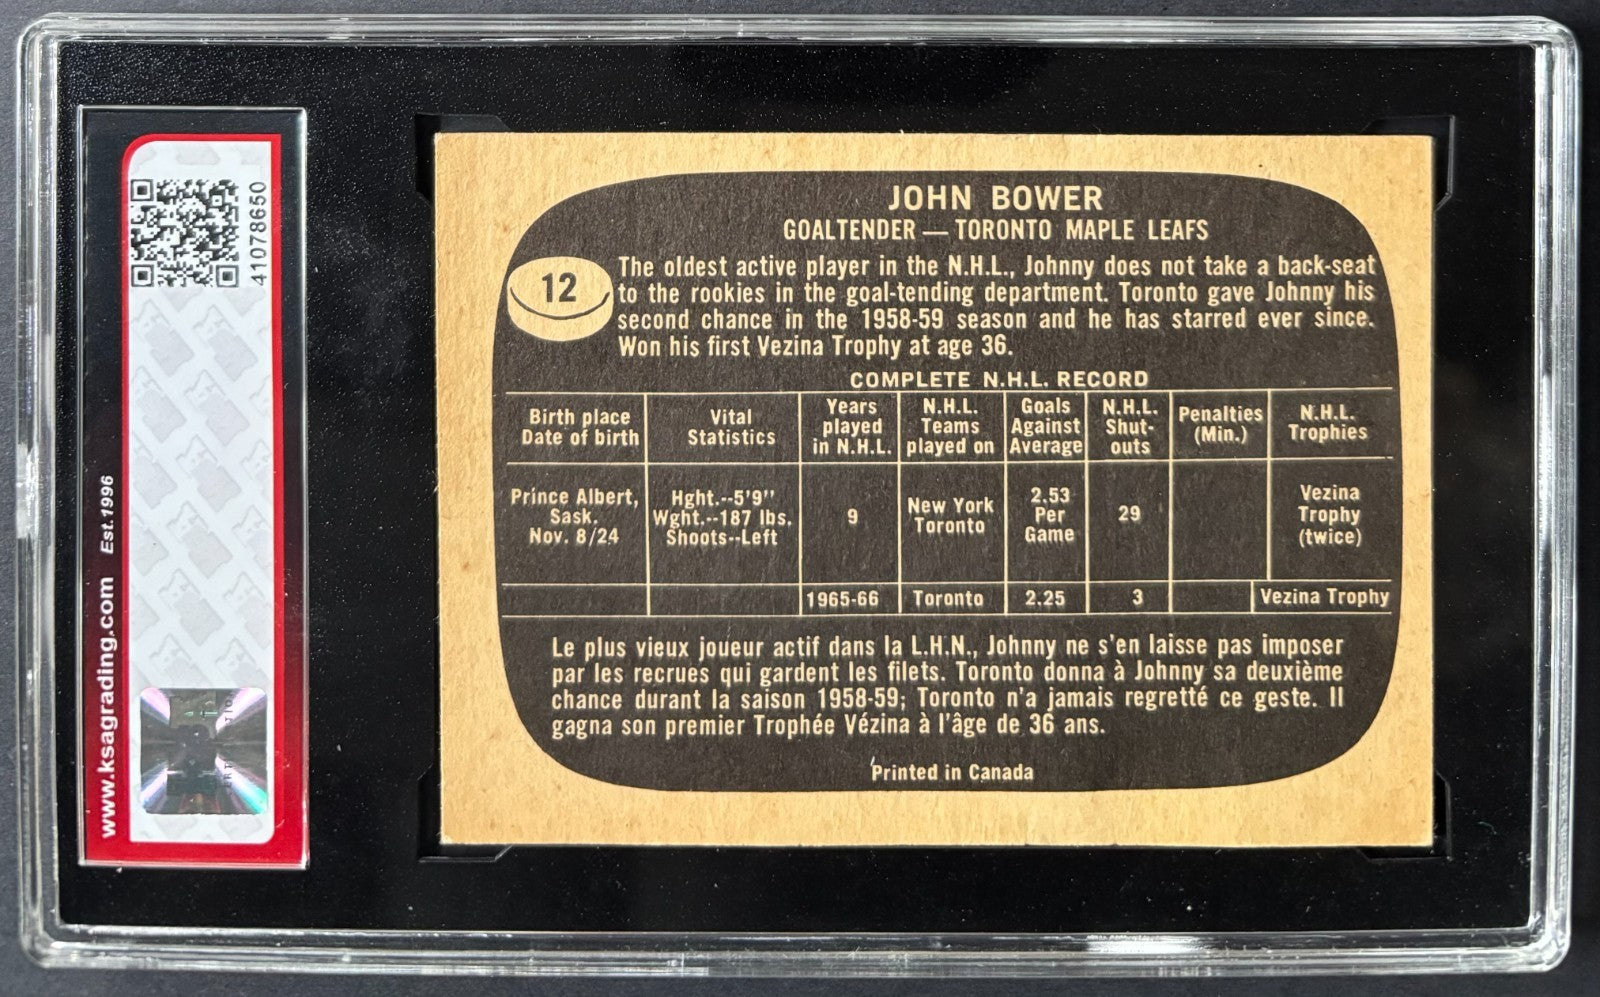 41078650
www.ksagrading.com Est.1996
JOHN BOWER
GOALTENDER — TORONTO MAPLE LEAFS
12
The oldest active player in the N.H.L., Johnny does not take a back-seat
to the rookies in the goal-tending department. Toronto gave Johnny his
second chance in the 1958-59 season and he has starred ever since.
Won his first Vezina Trophy at age 36.
COMPLETE N.H.L. RECORD
Birth place
Date of birth
Vital
Statistics
Years
played
in N.H.L.
N.H.L.
Teams
played on
Goals
Against
Average
N.H.L.
Shut-
outs
Penalties
(Min.)
N.H.L.
Trophies
Prince Albert,
Sask.
Nov. 8/24
Hght.--5'9"
Wght.--187 lbs.
Shoots--Left
9
New York
Toronto
2.53
Per
Game
29
Vezina
Trophy
(twice)
1965-66
Toronto
2.25
3
Vezina Trophy
Le plus vieux joueur actif dans la L.H.N., Johnny ne s'en laisse pas imposer
par les recrues qui gardent les filets. Toronto donna à Johnny sa deuxième
chance durant la saison 1958-59; Toronto n'a jamais regretté ce geste. Il
gagna son premier Trophée Vézina à l'âge de 36 ans.
Printed in Canada